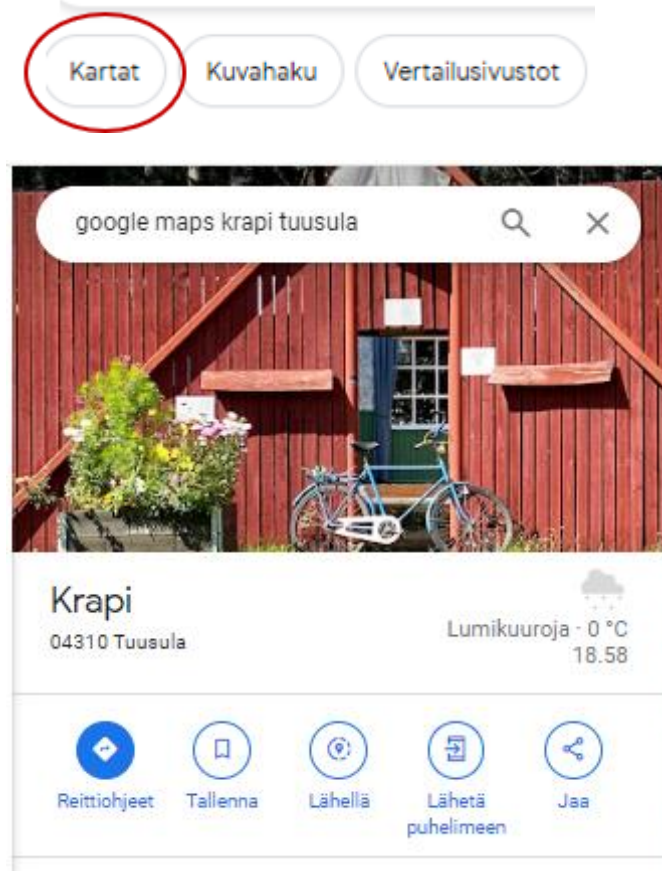 Kartat Kuvahaku Vertailusivustot
google maps krapi tuusula
Krapi
04310 Tuusula
Lumikuuroja · 0 °C
18.58
Reittiohjeet Tallenna Lähellä Lähetä puhelimeen Jaa